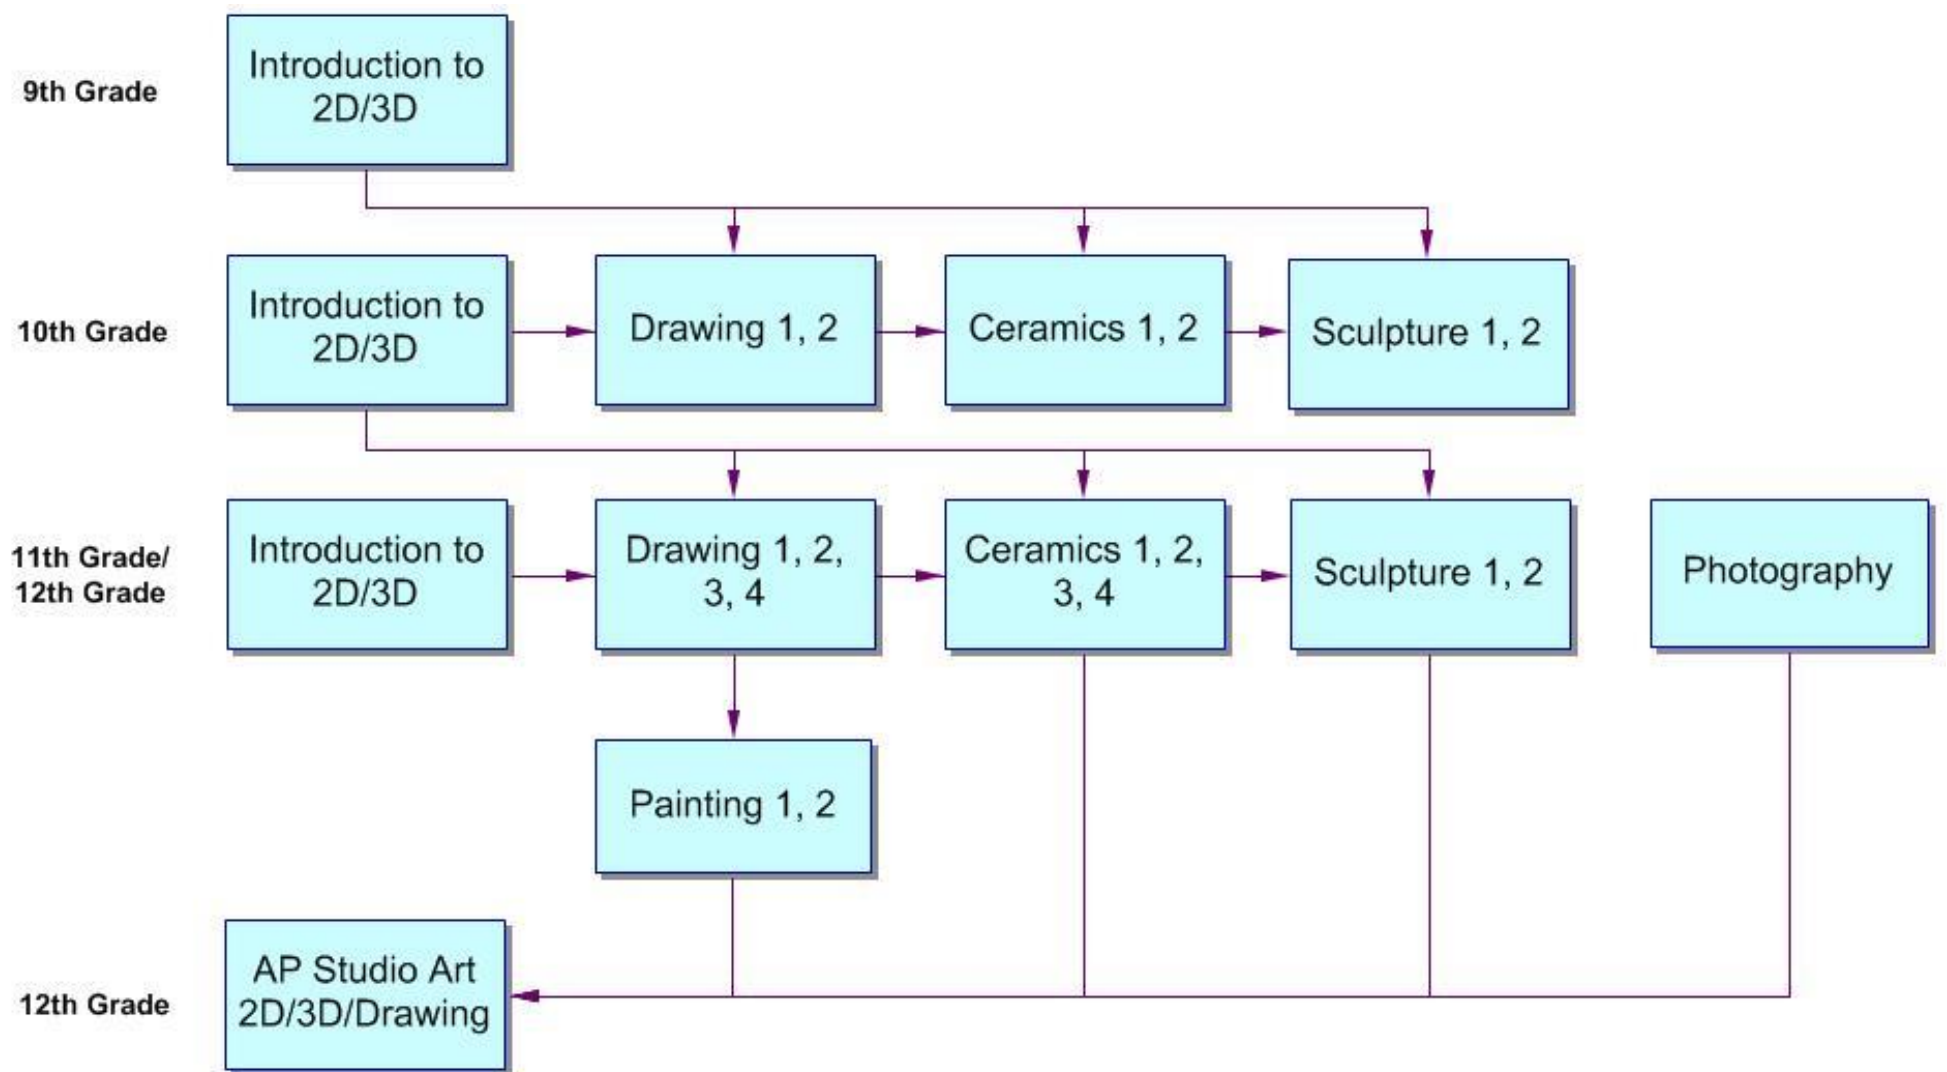 9th Grade
Introduction to
2D/3D
10th Grade
Introduction to
2D/3D
Drawing 1, 2
Ceramics 1, 2
Sculpture 1, 2
11th Grade/
12th Grade
Introduction to
2D/3D
Drawing 1, 2,
3, 4
Ceramics 1, 2,
3, 4
Sculpture 1, 2
Photography
Painting 1, 2
12th Grade
AP Studio Art
2D/3D/Drawing